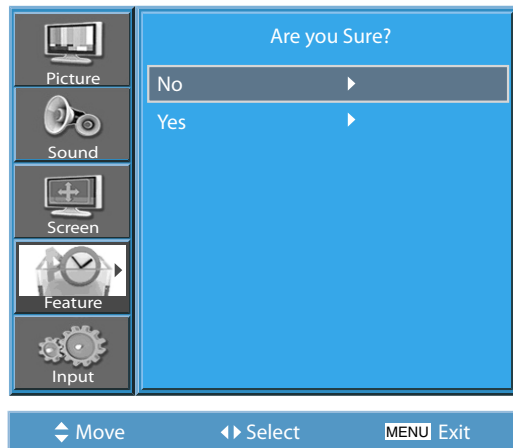 Are you Sure?
Picture
No
Yes
Sound
Screen
Feature
Input
Move Select MENU Exit